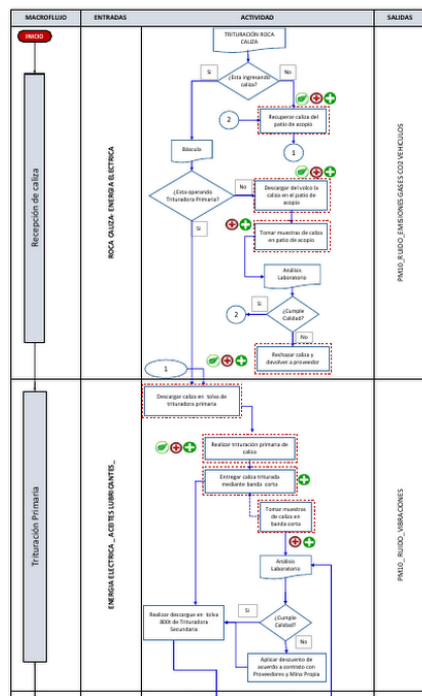 MACROFLUJO
ENTRADAS
ACTIVIDAD
SALIDAS
INICIO
TRITURACIÓN ROCA
CALIZA
¿Esta ingresando
caliza?
Si
No
Recuperar caliza del
patio de acopio
2
1
Báscula
¿Esta operando
Trituradora Primaria?
No
Si
Descargar del volco la
caliza en el patio de
acopio
Tomar muestras de caliza
en patio de acopio
Análisis
Laboratorio
¿Cumple
Calidad?
Si
2
No
Rechazar caliza y
devolver a proveedor
1
Recepción de caliza
ROCA CALIZA- ENERGIA ELECTRICA
PM10_RUIDO_EMISIONES GASES CO2 VEHICULOS
Descargar caliza en tolva de
trituradora primaria
Realizar trituración primaria de
caliza
Entregar caliza triturada
mediante banda corta
Tomar muestras
de caliza en
banda corta
Análisis
Laboratorio
¿Cumple
Calidad?
Si
No
Realizar descargue en tolva
800t de Trituradora
Secundaria
Aplicar descuento de
acuerdo a contrato con
Proveedores y Mina Propia
Trituración Primaria
ENERGIA ELECTRICA _ ACEITES LUBRICANTES_
PM10_ RUIDO_ VIBRACIONES